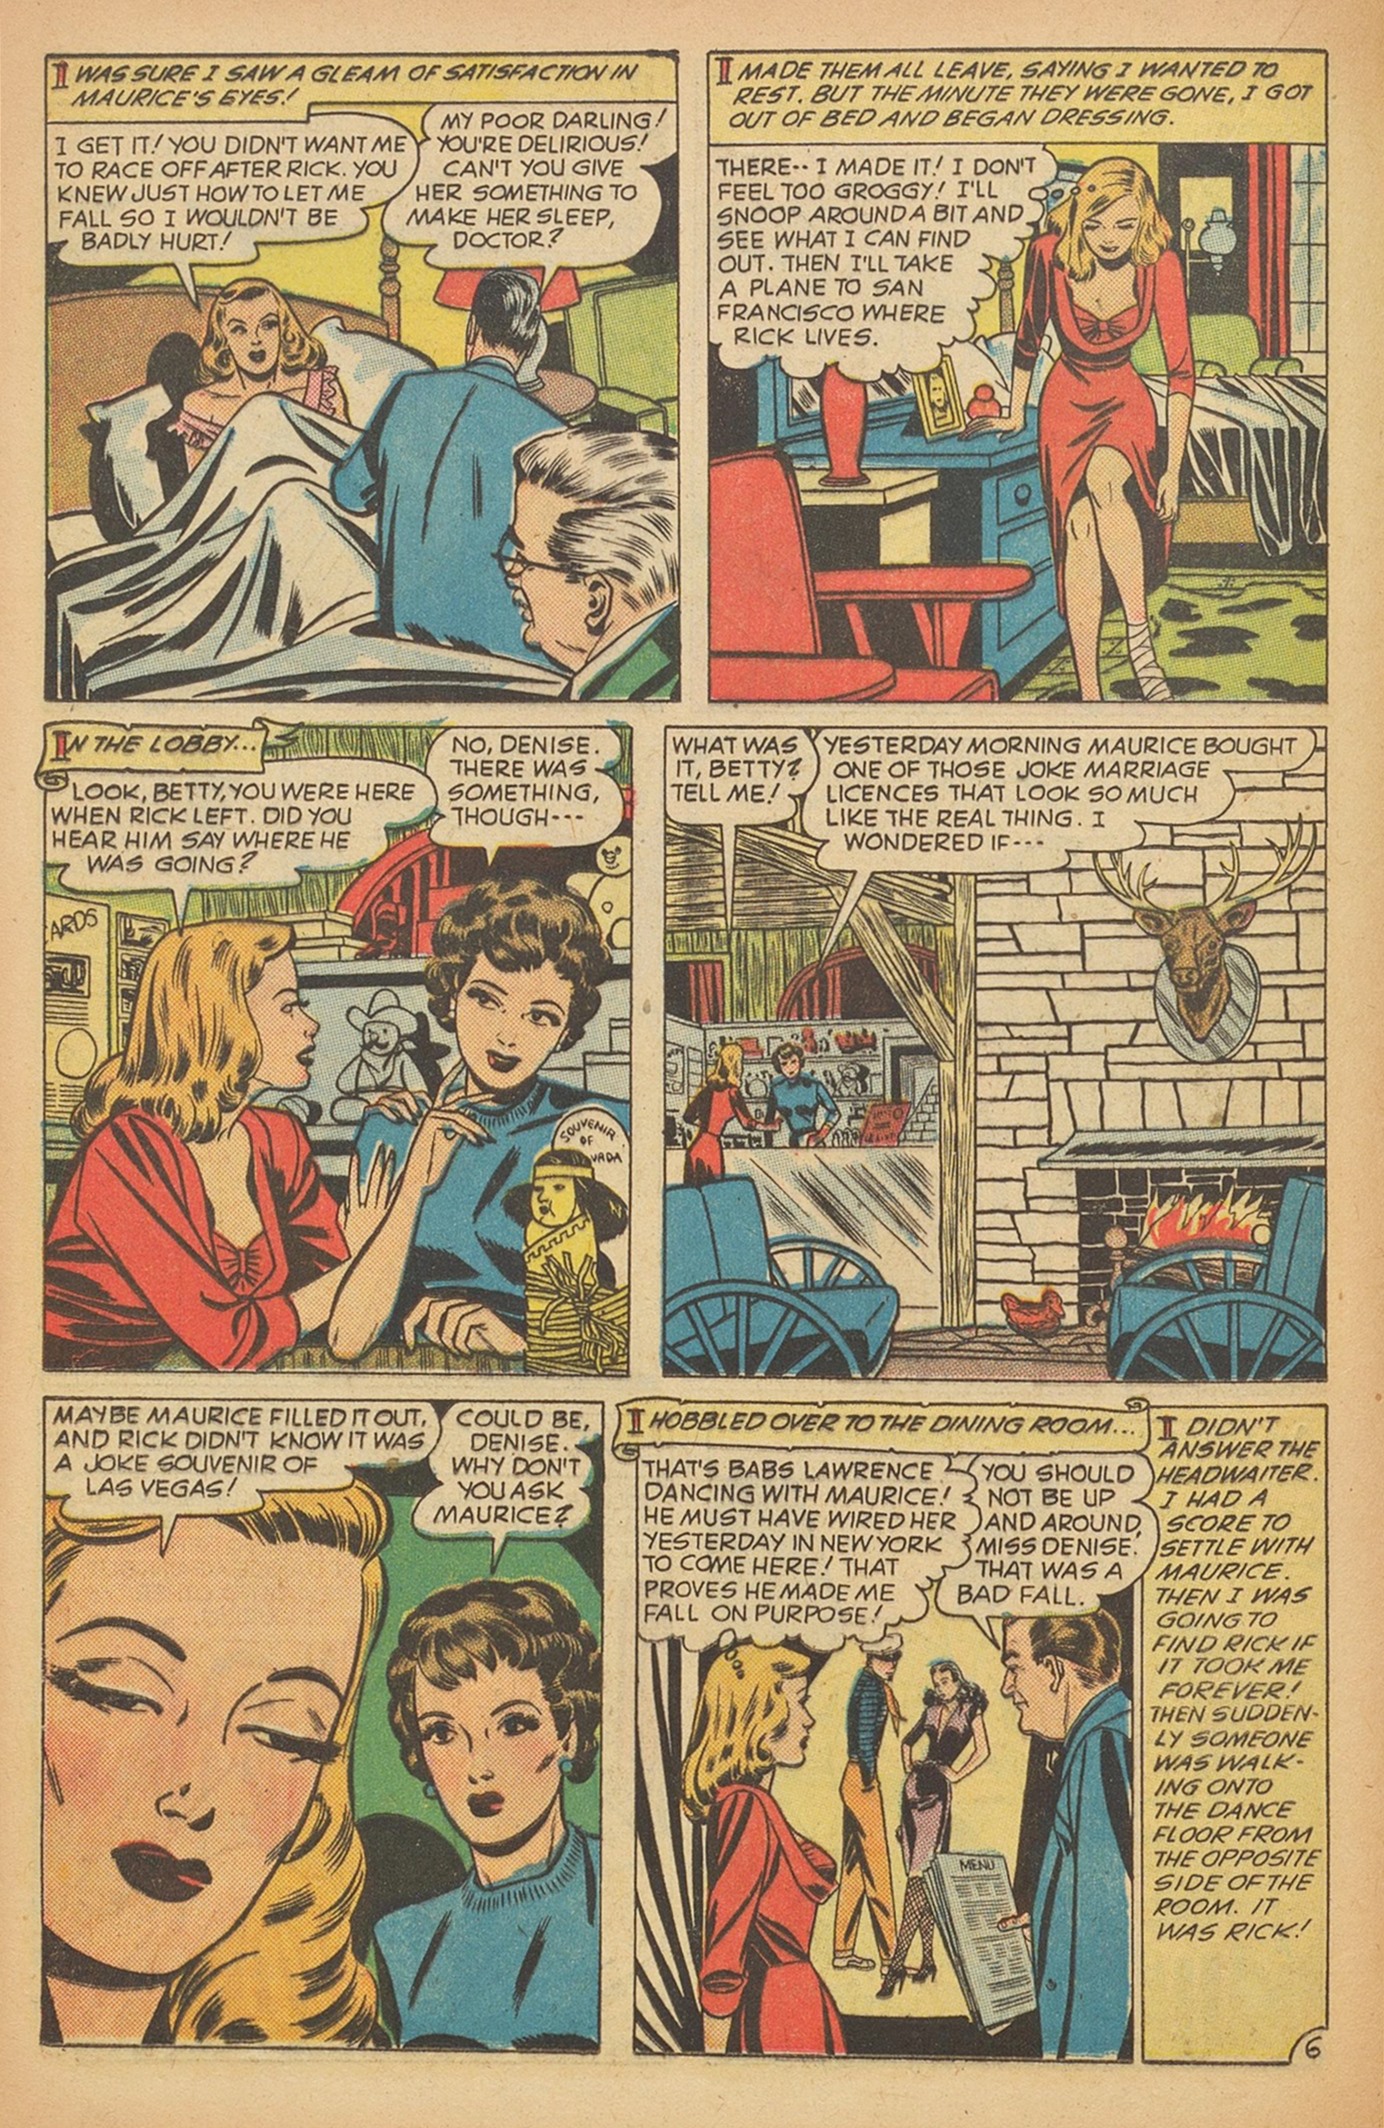 I WAS SURE I SAW A GLEAM OF SATISFACTION IN
MAURICE'S EYES!
I GET IT! YOU DIDN'T WANT ME
TO RACE OFF AFTER RICK. YOU
KNEW JUST HOW TO LET ME
FALL SO I WOULDN'T BE
BADLY HURT!
MY POOR DARLING!
YOU'RE DELIRIOUS!
CAN'T YOU GIVE
HER SOMETHING TO
MAKE HER SLEEP,
DOCTOR?
I MADE THEM ALL LEAVE, SAYING I WANTED TO
REST. BUT THE MINUTE THEY WERE GONE, I GOT
OUT OF BED AND BEGAN DRESSING.
THERE-- I MADE IT! I DON'T
FEEL TOO GROGGY! I'LL
SNOOP AROUND A BIT AND
SEE WHAT I CAN FIND
OUT. THEN I'LL TAKE
A PLANE TO SAN
FRANCISCO WHERE
RICK LIVES.
IN THE LOBBY...
LOOK, BETTY, YOU WERE HERE
WHEN RICK LEFT. DID YOU
HEAR HIM SAY WHERE HE
WAS GOING?
NO, DENISE.
THERE WAS
SOMETHING,
THOUGH---
ARDS
SOUVENIR
OF
VADA
WHAT WAS
IT, BETTY?
TELL ME!
YESTERDAY MORNING MAURICE BOUGHT
ONE OF THOSE JOKE MARRIAGE
LICENCES THAT LOOK SO MUCH
LIKE THE REAL THING. I
WONDERED IF---
MAYBE MAURICE FILLED IT OUT,
AND RICK DIDN'T KNOW IT WAS
A JOKE SOUVENIR OF
LAS VEGAS!
COULD BE,
DENISE.
WHY DON'T
YOU ASK
MAURICE?
I HOBBLED OVER TO THE DINING ROOM...
THAT'S BABS LAWRENCE
DANCING WITH MAURICE!
HE MUST HAVE WIRED HER
YESTERDAY IN NEW YORK
TO COME HERE! THAT
PROVES HE MADE ME
FALL ON PURPOSE!
YOU SHOULD
NOT BE UP
AND AROUND,
MISS DENISE!
THAT WAS A
BAD FALL.
MENU
I DIDN'T
ANSWER THE
HEADWAITER.
I HAD A
SCORE TO
SETTLE WITH
MAURICE.
THEN I WAS
GOING TO
FIND RICK IF
IT TOOK ME
FOREVER!
THEN SUDDEN-
LY SOMEONE
WAS WALK-
ING ONTO
THE DANCE
FLOOR FROM
THE OPPOSITE
SIDE OF THE
ROOM. IT
WAS RICK!
6